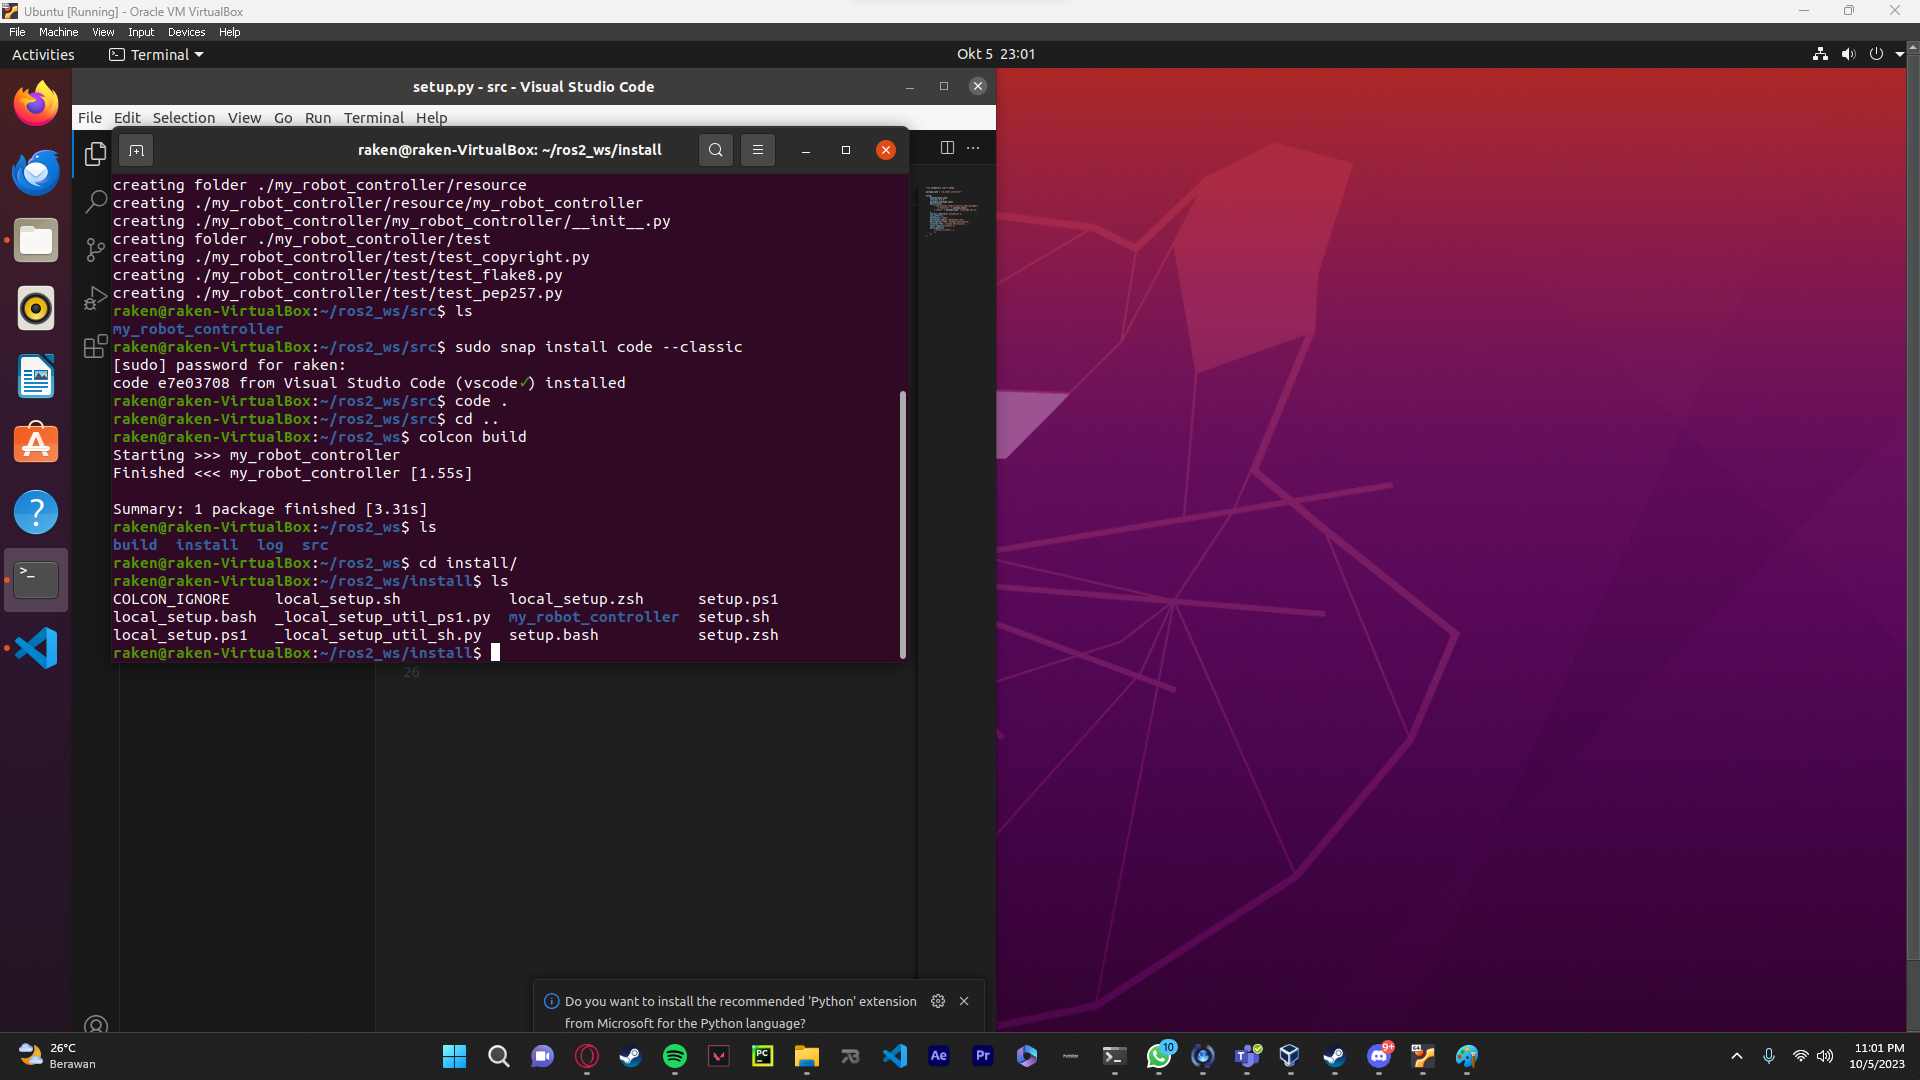 Ubuntu [Running] - Oracle VM VirtualBox
File Machine View Input Devices Help
Activities Terminal Okt 5 23:01
setup.py - src - Visual Studio Code
File Edit Selection View Go Run Terminal Help
raken@raken-VirtualBox: ~/ros2_ws/install
creating folder ./my_robot_controller/resource
creating ./my_robot_controller/resource/my_robot_controller
creating ./my_robot_controller/my_robot_controller/__init__.py
creating folder ./my_robot_controller/test
creating ./my_robot_controller/test/test_copyright.py
creating ./my_robot_controller/test/test_flake8.py
creating ./my_robot_controller/test/test_pep257.py
raken@raken-VirtualBox:~/ros2_ws/src$ ls
my_robot_controller
raken@raken-VirtualBox:~/ros2_ws/src$ sudo snap install code --classic
[sudo] password for raken:
code e7e03708 from Visual Studio Code (vscode✓) installed
raken@raken-VirtualBox:~/ros2_ws/src$ code .
raken@raken-VirtualBox:~/ros2_ws/src$ cd ..
raken@raken-VirtualBox:~/ros2_ws$ colcon build
Starting >>> my_robot_controller
Finished <<< my_robot_controller [1.55s]
Summary: 1 package finished [3.31s]
raken@raken-VirtualBox:~/ros2_ws$ ls
build install log src
raken@raken-VirtualBox:~/ros2_ws$ cd install/
raken@raken-VirtualBox:~/ros2_ws/install$ ls
COLCON_IGNORE local_setup.sh local_setup.zsh setup.ps1
local_setup.bash _local_setup_util_ps1.py my_robot_controller setup.sh
local_setup.ps1 _local_setup_util_sh.py setup.bash setup.zsh
raken@raken-VirtualBox:~/ros2_ws/install$
26
Do you want to install the recommended 'Python' extension
from Microsoft for the Python language?
26°C
Berawan
PC
Ae
Pr
10
9+
11:01 PM
10/5/2023